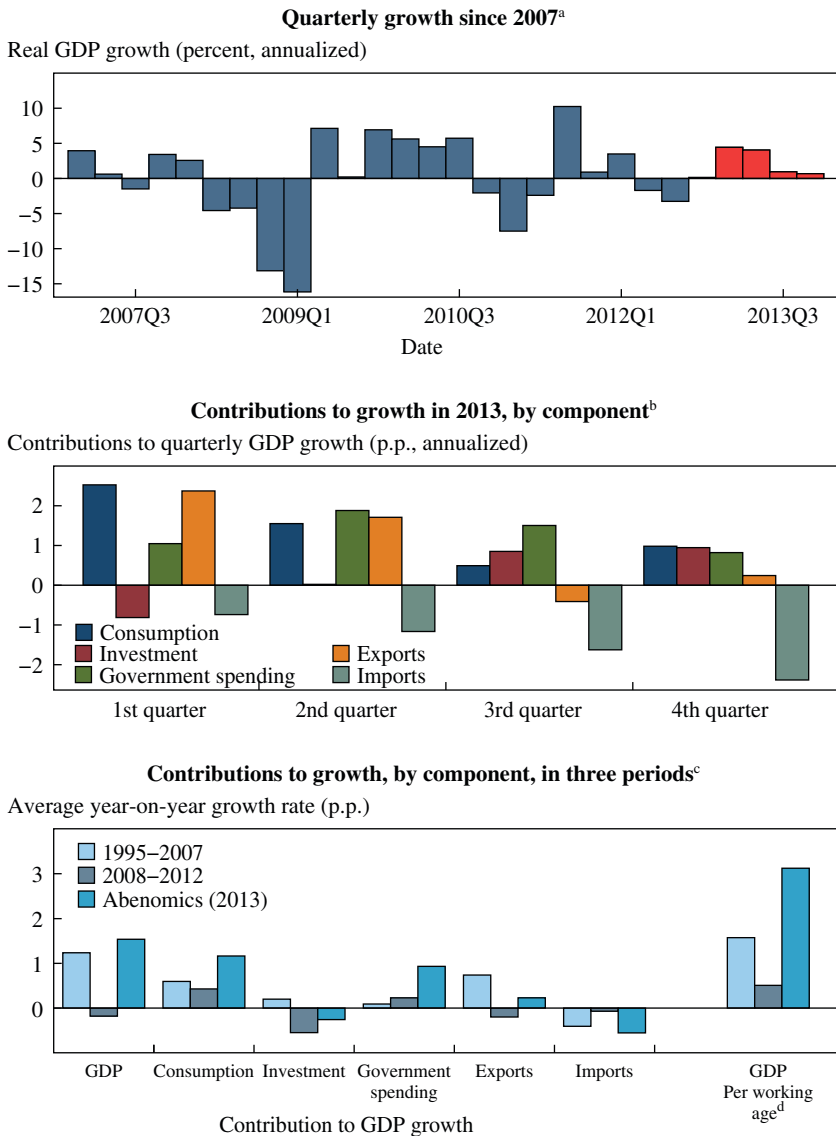 Quarterly growth since 2007ᵃ
Real GDP growth (percent, annualized)
10
5
0
−5
−10
−15
2007Q3 2009Q1 2010Q3 2012Q1 2013Q3
Date
Contributions to growth in 2013, by componentᵇ
Contributions to quarterly GDP growth (p.p., annualized)
2
1
0
−1
−2
Consumption
Investment Exports
Government spending Imports
1st quarter 2nd quarter 3rd quarter 4th quarter
Contributions to growth, by component, in three periodsᶜ
Average year-on-year growth rate (p.p.)
3
2
1
0
1995−2007
2008−2012
Abenomics (2013)
GDP Consumption Investment Government Exports Imports GDP
spending Per working
ageᵈ
Contribution to GDP growth